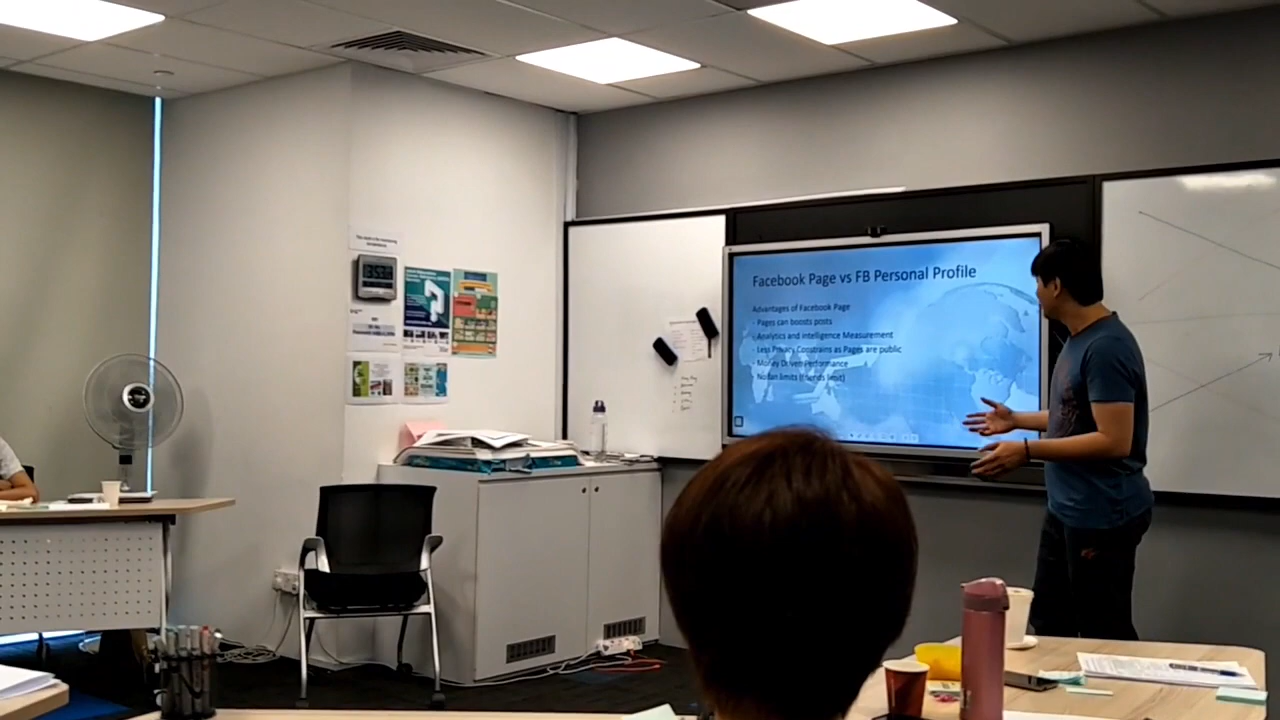 Facebook Page vs FB Personal Profile
Advantages of Facebook Page
- Pages can boosts posts
- Analytics and intelligence Measurement
- Less Privacy Constrains as Pages are public
- Money Driven Performance
- No fan limits (friends limit)